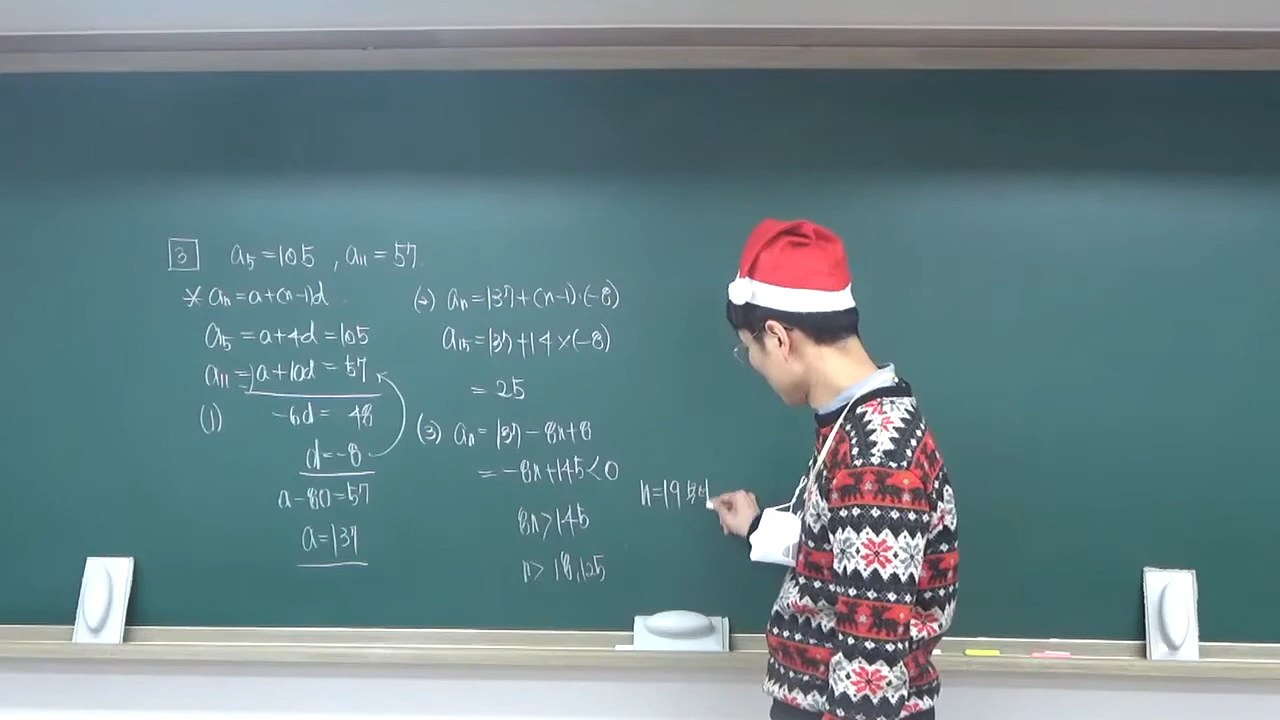 3 a₅=105 , a₁₁=57.
* aₙ=a+(n-1)d
a₅=a+4d=105
a₁₁=a+10d=57
(1) -6d= 48
d=-8
a-80=57
a=137
(2) aₙ=137+(n-1)·(-8)
a₁₅=137+14×(-8)
= 25
(3) aₙ=137-8n+8
=-8n+145<0
8n>145
n> 18.125
n=19부터